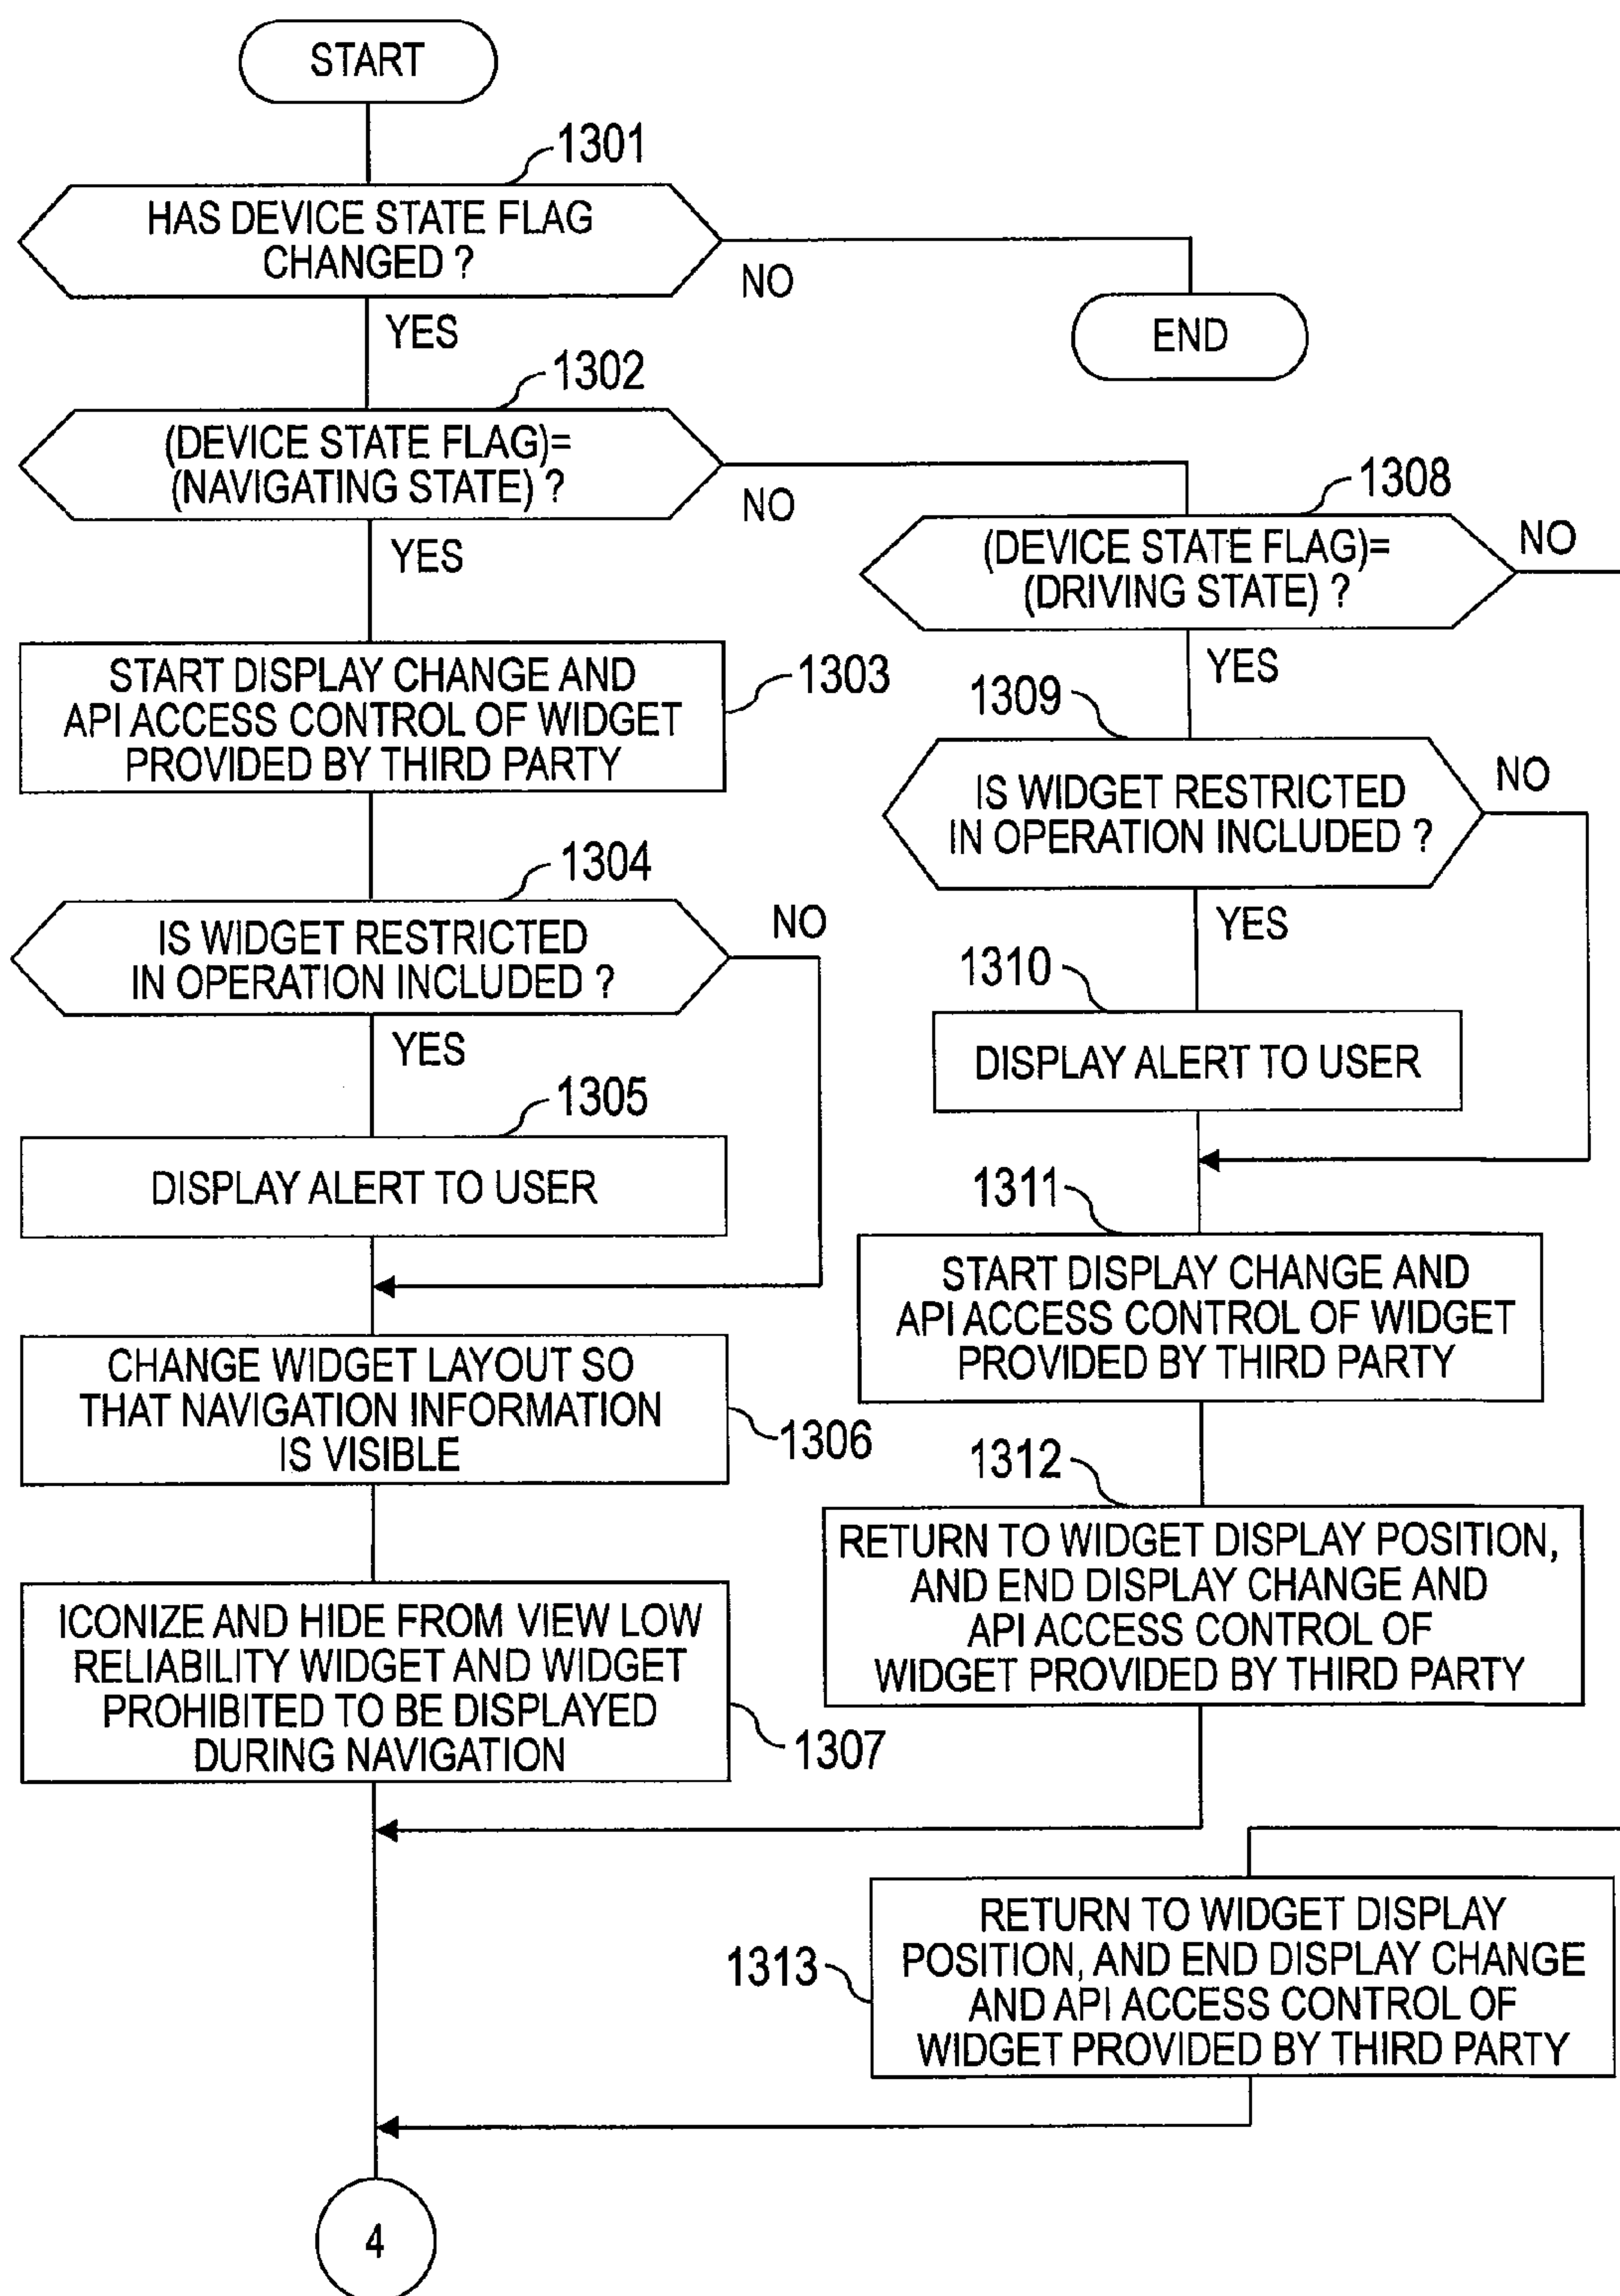 START
1301
HAS DEVICE STATE FLAG
CHANGED ?
NO
YES
END
1302
(DEVICE STATE FLAG)=
(NAVIGATING STATE) ?
NO
YES
1303
START DISPLAY CHANGE AND
API ACCESS CONTROL OF WIDGET
PROVIDED BY THIRD PARTY
1304
IS WIDGET RESTRICTED
IN OPERATION INCLUDED ?
NO
YES
1305
DISPLAY ALERT TO USER
CHANGE WIDGET LAYOUT SO
THAT NAVIGATION INFORMATION
IS VISIBLE
1306
ICONIZE AND HIDE FROM VIEW LOW
RELIABILITY WIDGET AND WIDGET
PROHIBITED TO BE DISPLAYED
DURING NAVIGATION
1307
1308
(DEVICE STATE FLAG)=
(DRIVING STATE) ?
NO
YES
1309
IS WIDGET RESTRICTED
IN OPERATION INCLUDED ?
NO
YES
1310
DISPLAY ALERT TO USER
1311
START DISPLAY CHANGE AND
API ACCESS CONTROL OF WIDGET
PROVIDED BY THIRD PARTY
1312
RETURN TO WIDGET DISPLAY POSITION,
AND END DISPLAY CHANGE AND
API ACCESS CONTROL OF
WIDGET PROVIDED BY THIRD PARTY
1313
RETURN TO WIDGET DISPLAY
POSITION, AND END DISPLAY CHANGE
AND API ACCESS CONTROL OF
WIDGET PROVIDED BY THIRD PARTY
4